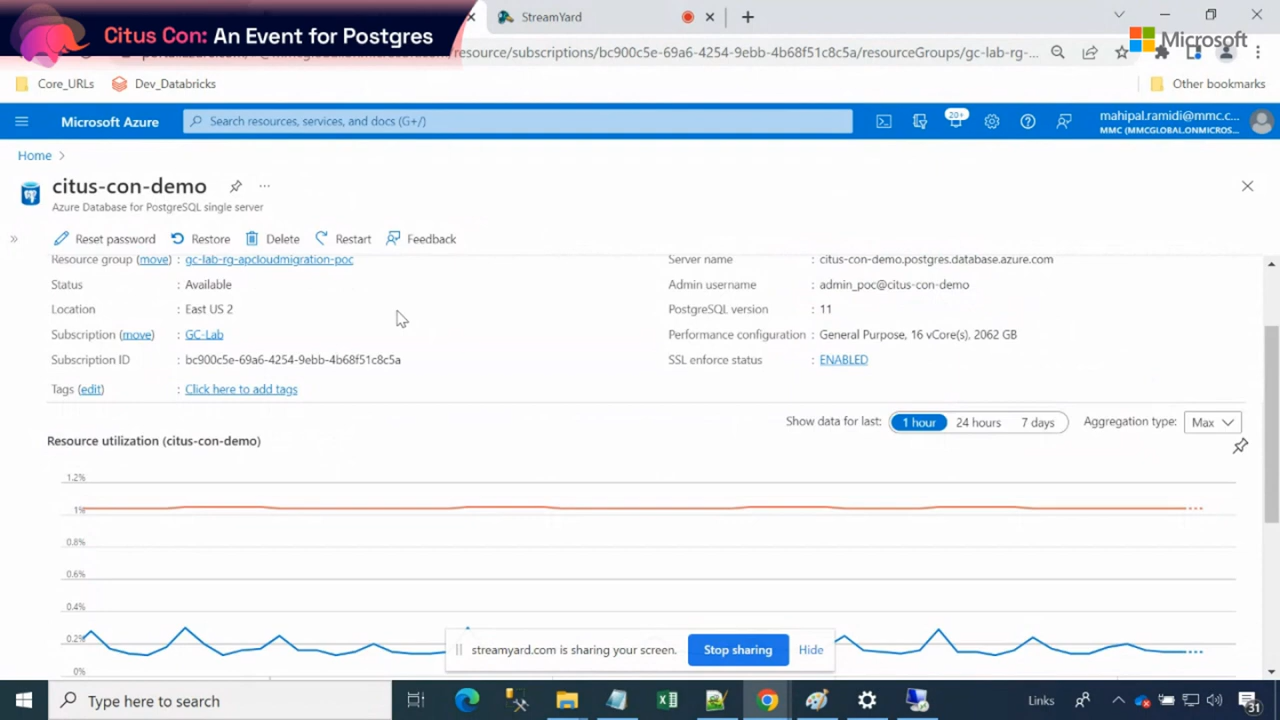 Citus Con: An Event for Postgres
StreamYard
Microsoft
resource/subscriptions/bc900c5e-69a6-4254-9ebb-4b68f51c8c5a/resourceGroups/gc-lab-rg-...
Core_URLs
Dev_Databricks
Other bookmarks
Microsoft Azure
Search resources, services, and docs (G+/)
20+
mahipal.ramidi@mmc.c...
MMC (MMCGLOBAL.ONMICROS...
Home
citus-con-demo
Azure Database for PostgreSQL single server
Reset password
Restore
Delete
Restart
Feedback
Resource group (move) : gc-lab-rg-apcloudmigration-poc
Server name : citus-con-demo.postgres.database.azure.com
Status : Available
Admin username : admin_poc@citus-con-demo
Location : East US 2
PostgreSQL version : 11
Subscription (move) : GC-Lab
Performance configuration : General Purpose, 16 vCore(s), 2062 GB
Subscription ID : bc900c5e-69a6-4254-9ebb-4b68f51c8c5a
SSL enforce status : ENABLED
Tags (edit) : Click here to add tags
Show data for last: 1 hour 24 hours 7 days Aggregation type: Max
Resource utilization (citus-con-demo)
1.2%
1%
0.8%
0.6%
0.4%
0.2%
0%
streamyard.com is sharing your screen. Stop sharing Hide
Type here to search
Links
31